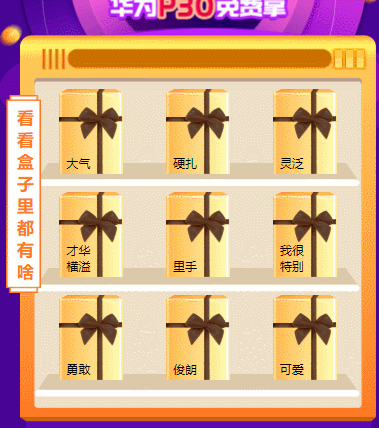 华为P30免费拿
看看盒子里都有啥
大气
硬扎
灵泛
才华
横溢
里手
我很
特别
勇敢
俊朗
可爱